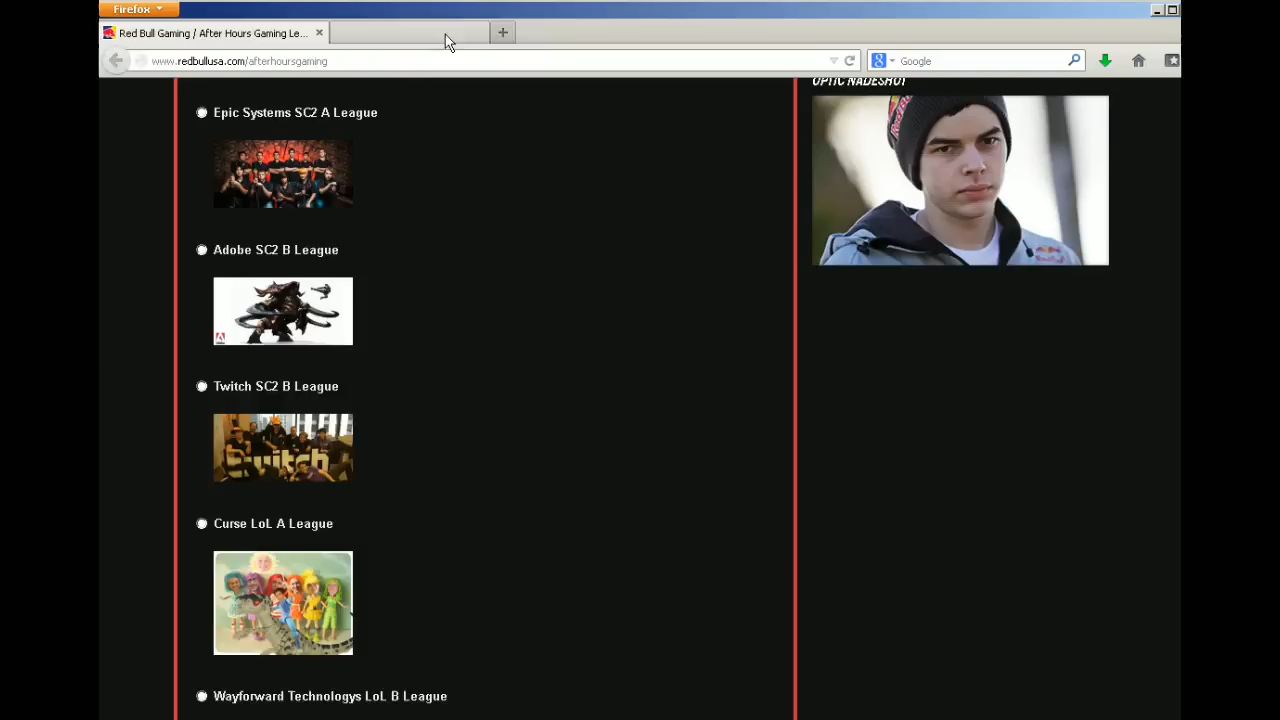 Firefox
Red Bull Gaming / After Hours Gaming Le...
www.redbullusa.com/afterhoursgaming
Google
OPTIC NADESHOT
Epic Systems SC2 A League
Adobe SC2 B League
Twitch SC2 B League
twitch
Curse LoL A League
Wayforward Technologys LoL B League